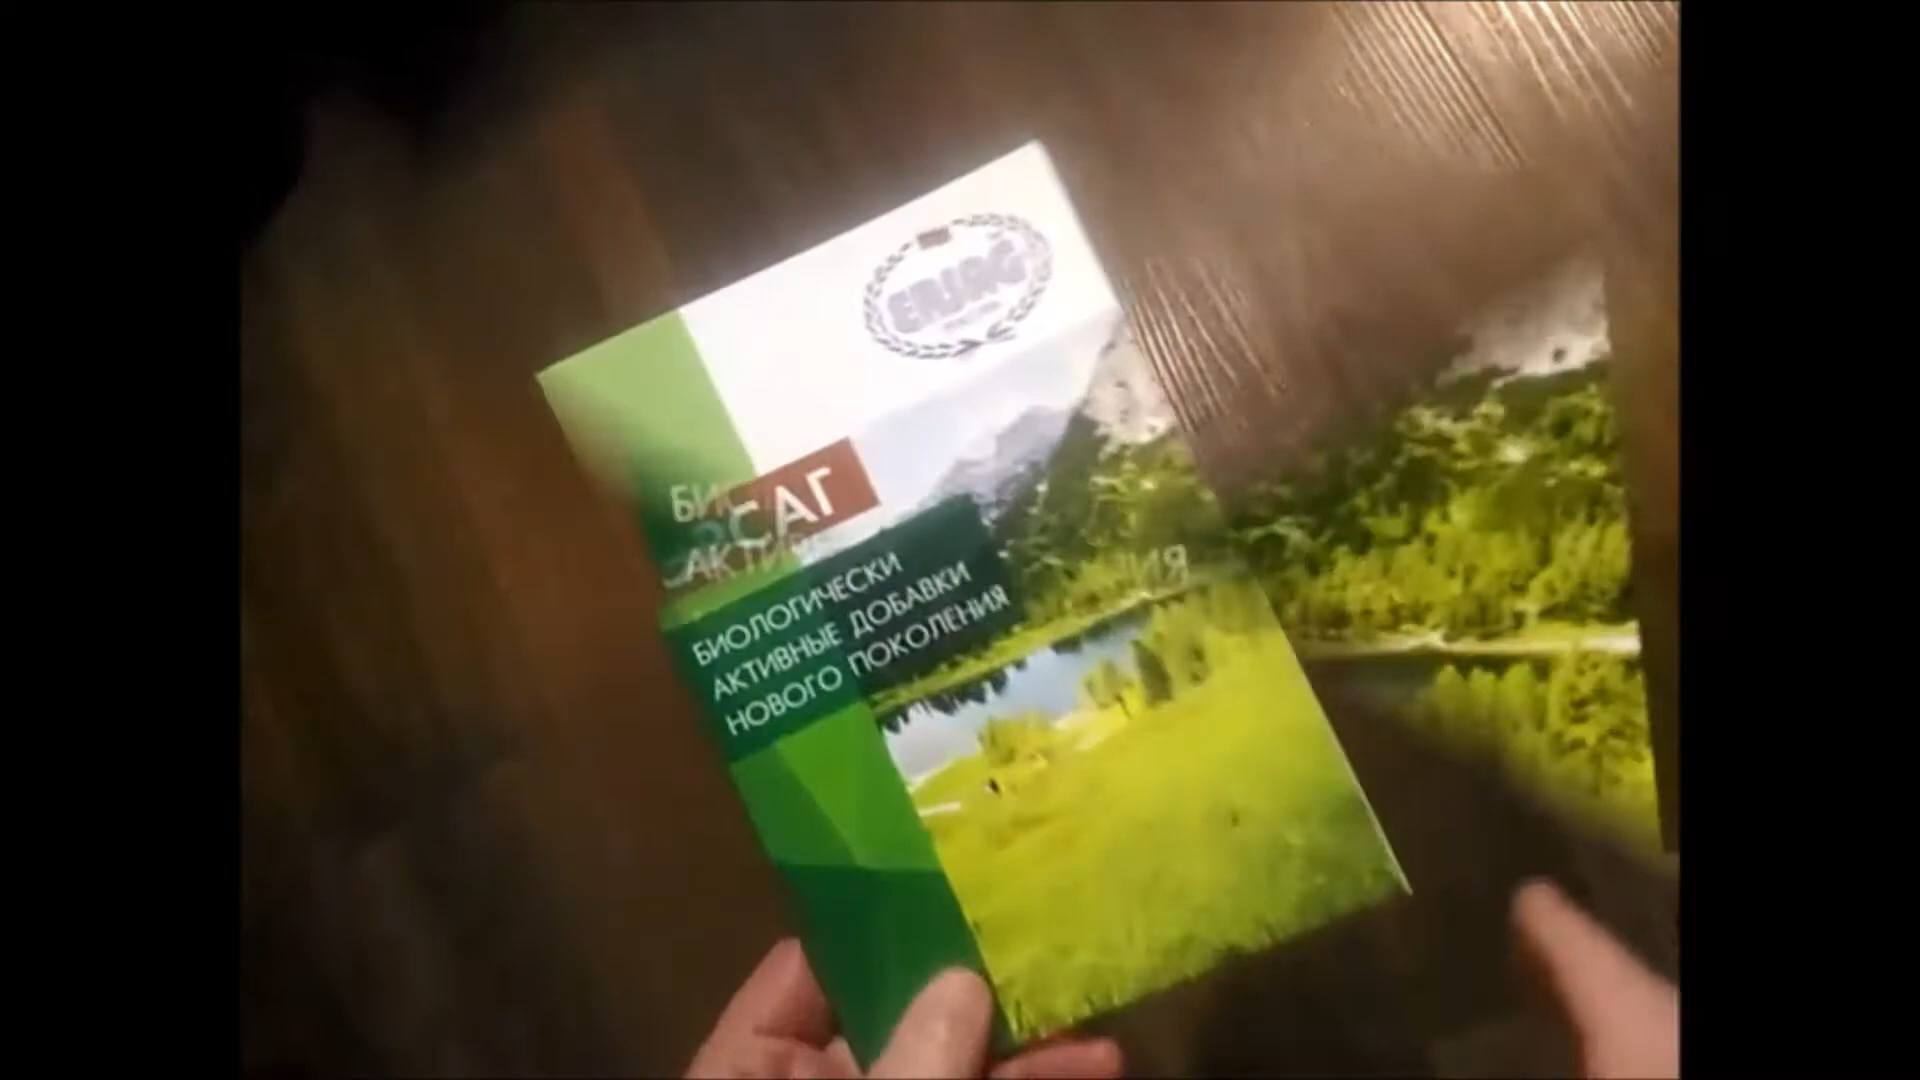 ERJAG
САГ
БИОЛОГИЧЕСКИ
АКТИВНЫЕ ДОБАВКИ
НОВОГО ПОКОЛЕНИЯ